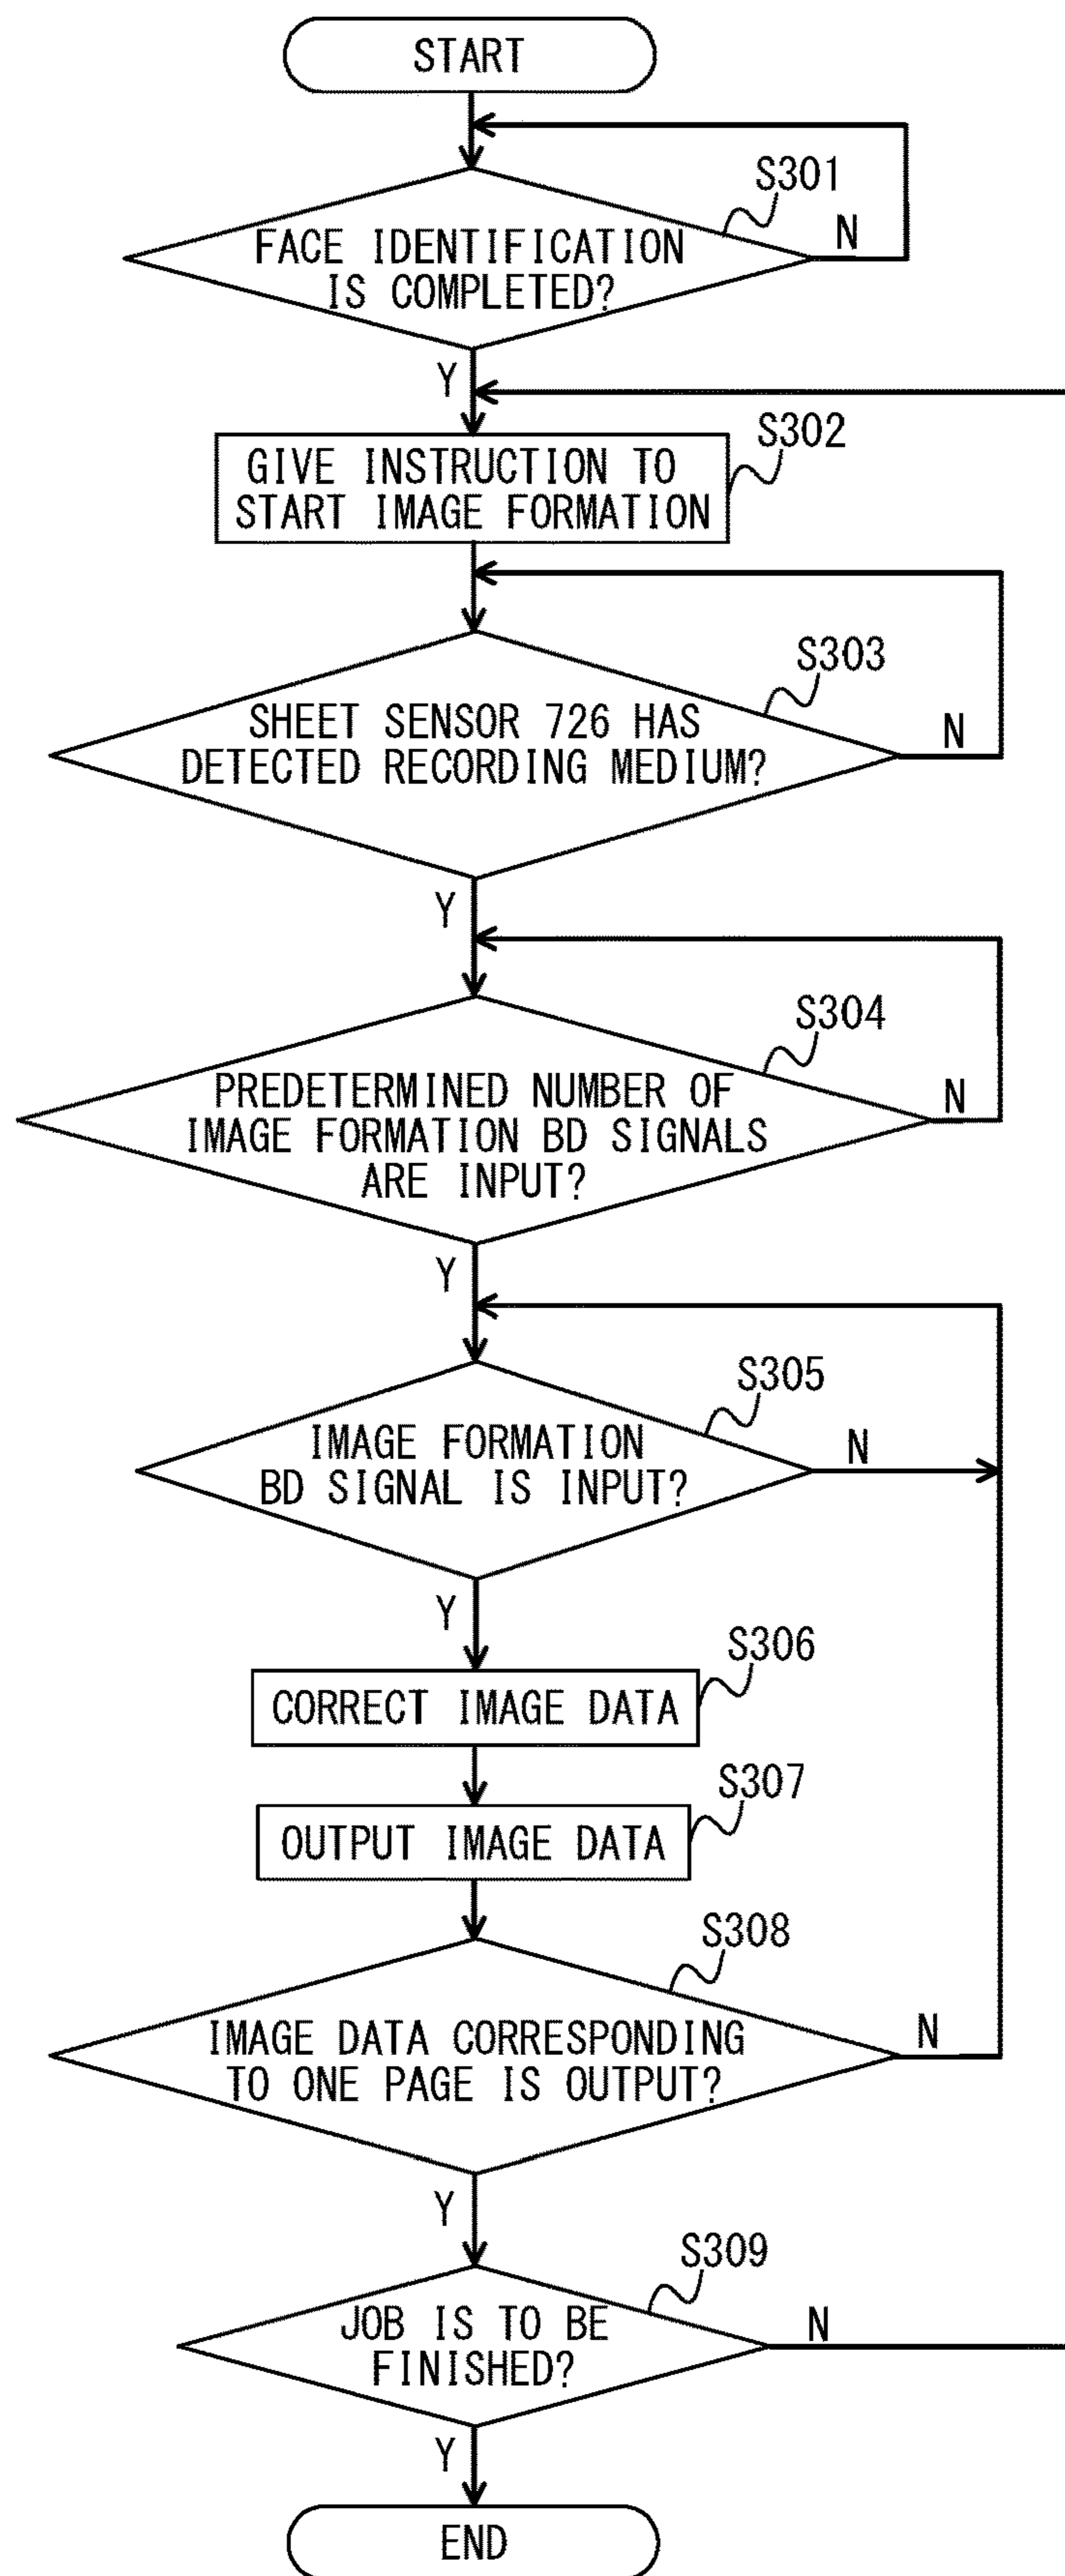 START
S301
FACE IDENTIFICATION
IS COMPLETED?
N
Y
S302
GIVE INSTRUCTION TO
START IMAGE FORMATION
S303
SHEET SENSOR 726 HAS
DETECTED RECORDING MEDIUM?
N
Y
S304
PREDETERMINED NUMBER OF
IMAGE FORMATION BD SIGNALS
ARE INPUT?
N
Y
S305
IMAGE FORMATION
BD SIGNAL IS INPUT?
N
Y
S306
CORRECT IMAGE DATA
S307
OUTPUT IMAGE DATA
S308
IMAGE DATA CORRESPONDING
TO ONE PAGE IS OUTPUT?
N
Y
S309
JOB IS TO BE
FINISHED?
N
Y
END